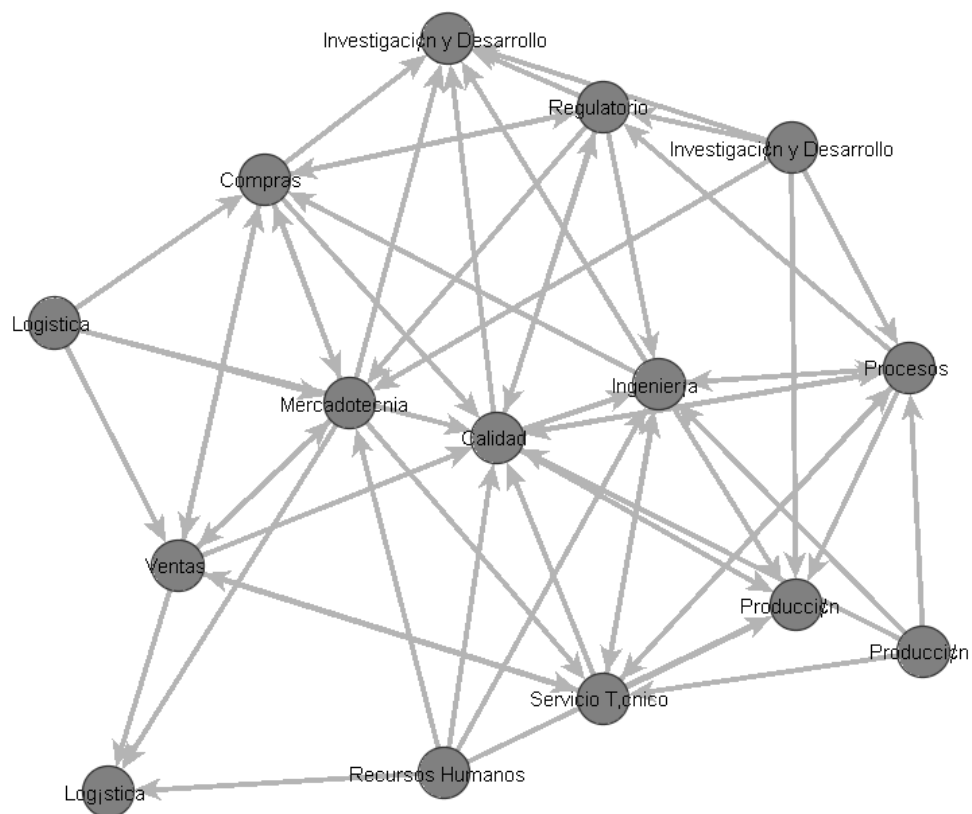 Investigaci¢n y Desarrollo
Regulatorio
Investigaci¢n y Desarrollo
Compras
Logistica
Procesos
Ingenier¡a
Mercadotecnia
Calidad
Ventas
Producci¢n
Producci¢n
Servicio T‚cnico
Recursos Humanos
Log¡stica